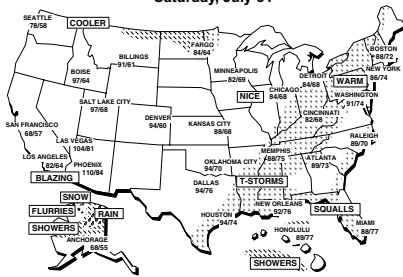 SEATTLE
78/58
COOLER
FARGO
84/64
BILLINGS
91/61
MINNEAPOLIS
82/69
BOISE
97/64
BOSTON
88/72
NEW YORK
86/74
DETROIT
84/68
WARM
CHICAGO
84/68
NICE
WASHINGTON
91/74
SALT LAKE CITY
97/68
CINCINNATI
82/68
DENVER
94/60
KANSAS CITY
88/68
SAN FRANCISCO
68/57
RALEIGH
89/70
LAS VEGAS
104/81
MEMPHIS
88/75
ATLANTA
89/73
LOS ANGELES
82/64
PHOENIX
110/84
OKLAHOMA CITY
94/70
BLAZING
DALLAS
94/76
T-STORMS
SNOW
FLURRIES
RAIN
HOUSTON
94/74
NEW ORLEANS
92/76
SQUALLS
SHOWERS
MIAMI
88/77
HONOLULU
89/77
ANCHORAGE
68/55
SHOWERS